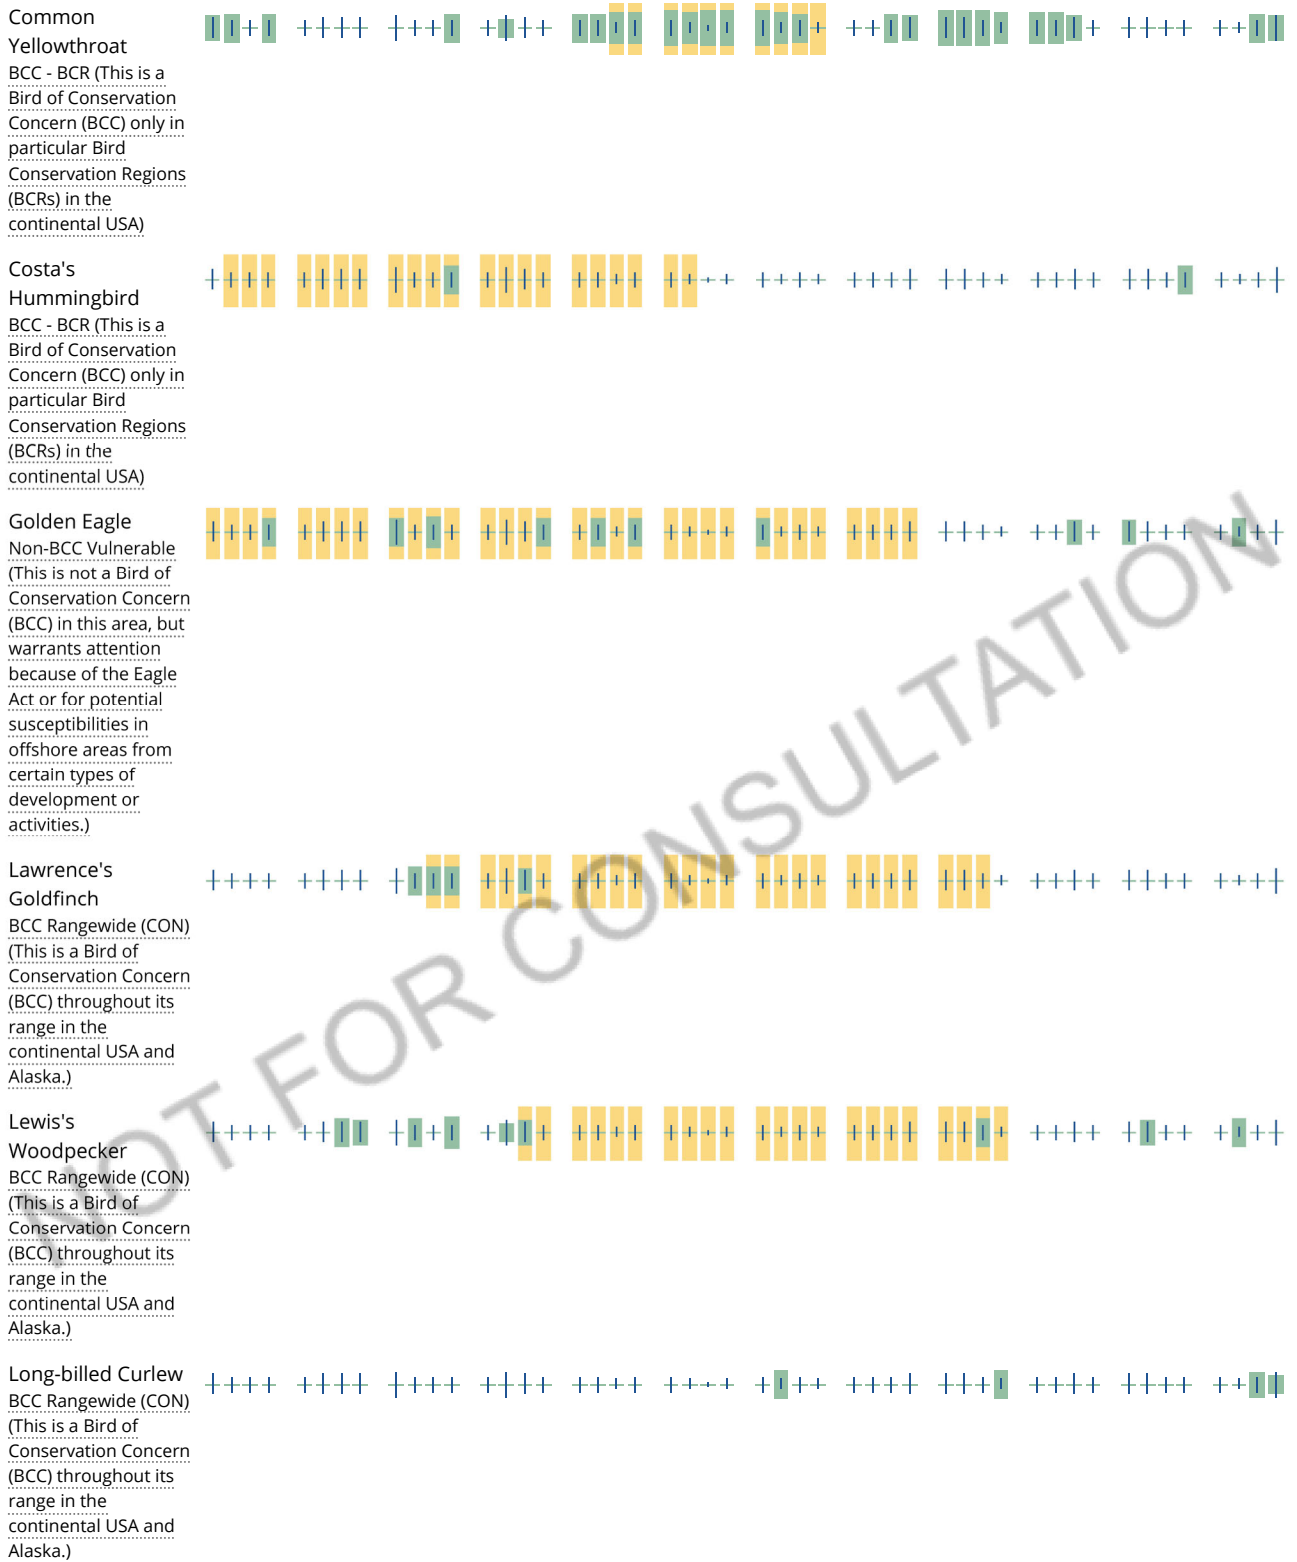 Common
Yellowthroat
BCC - BCR (This is a
Bird of Conservation
Concern (BCC) only in
particular Bird
Conservation Regions
(BCRs) in the
continental USA)
Costa's
Hummingbird
BCC - BCR (This is a
Bird of Conservation
Concern (BCC) only in
particular Bird
Conservation Regions
(BCRs) in the
continental USA)
Golden Eagle
Non-BCC Vulnerable
(This is not a Bird of
Conservation Concern
(BCC) in this area, but
warrants attention
because of the Eagle
Act or for potential
susceptibilities in
offshore areas from
certain types of
development or
activities.)
Lawrence's
Goldfinch
BCC Rangewide (CON)
(This is a Bird of
Conservation Concern
(BCC) throughout its
range in the
continental USA and
Alaska.)
Lewis's
Woodpecker
BCC Rangewide (CON)
(This is a Bird of
Conservation Concern
(BCC) throughout its
range in the
continental USA and
Alaska.)
Long-billed Curlew
BCC Rangewide (CON)
(This is a Bird of
Conservation Concern
(BCC) throughout its
range in the
continental USA and
Alaska.)
NOT FOR CONSULTATION